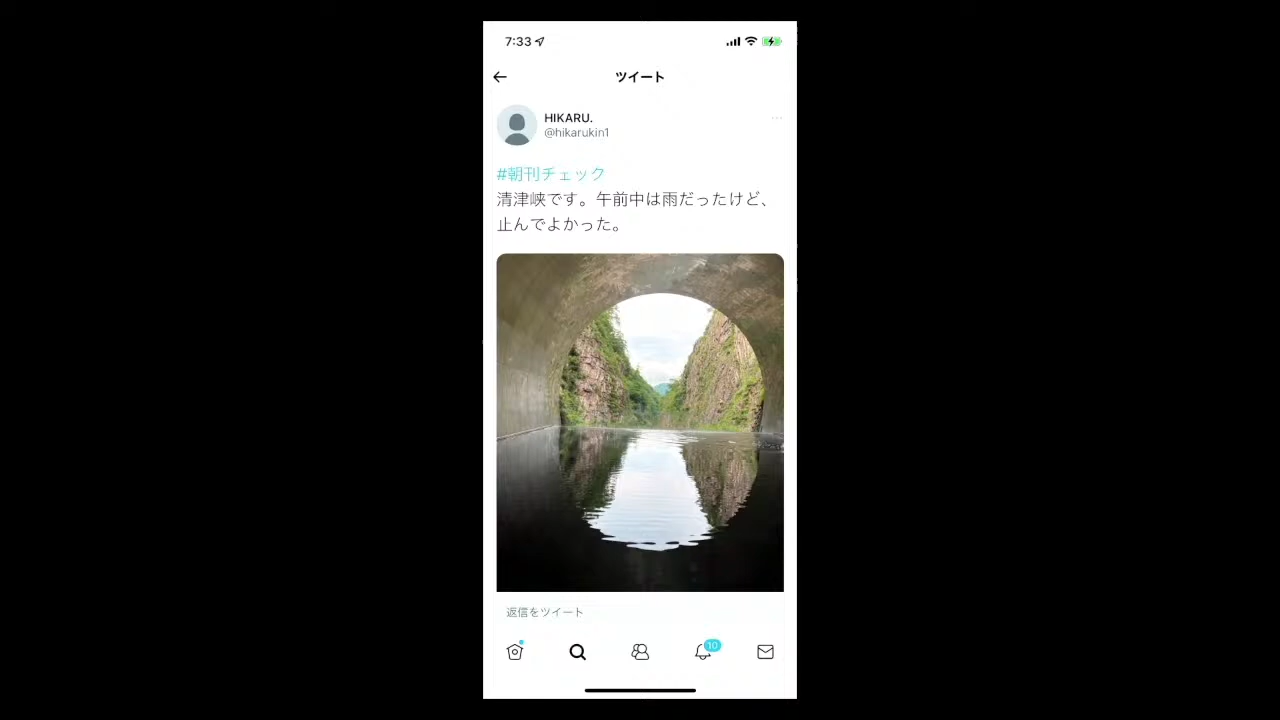 7:33
ツイート
HIKARU.
@hikarukin1
#朝刊チェック
清津峡です。午前中は雨だったけど、
止んでよかった。
返信をツイート
10